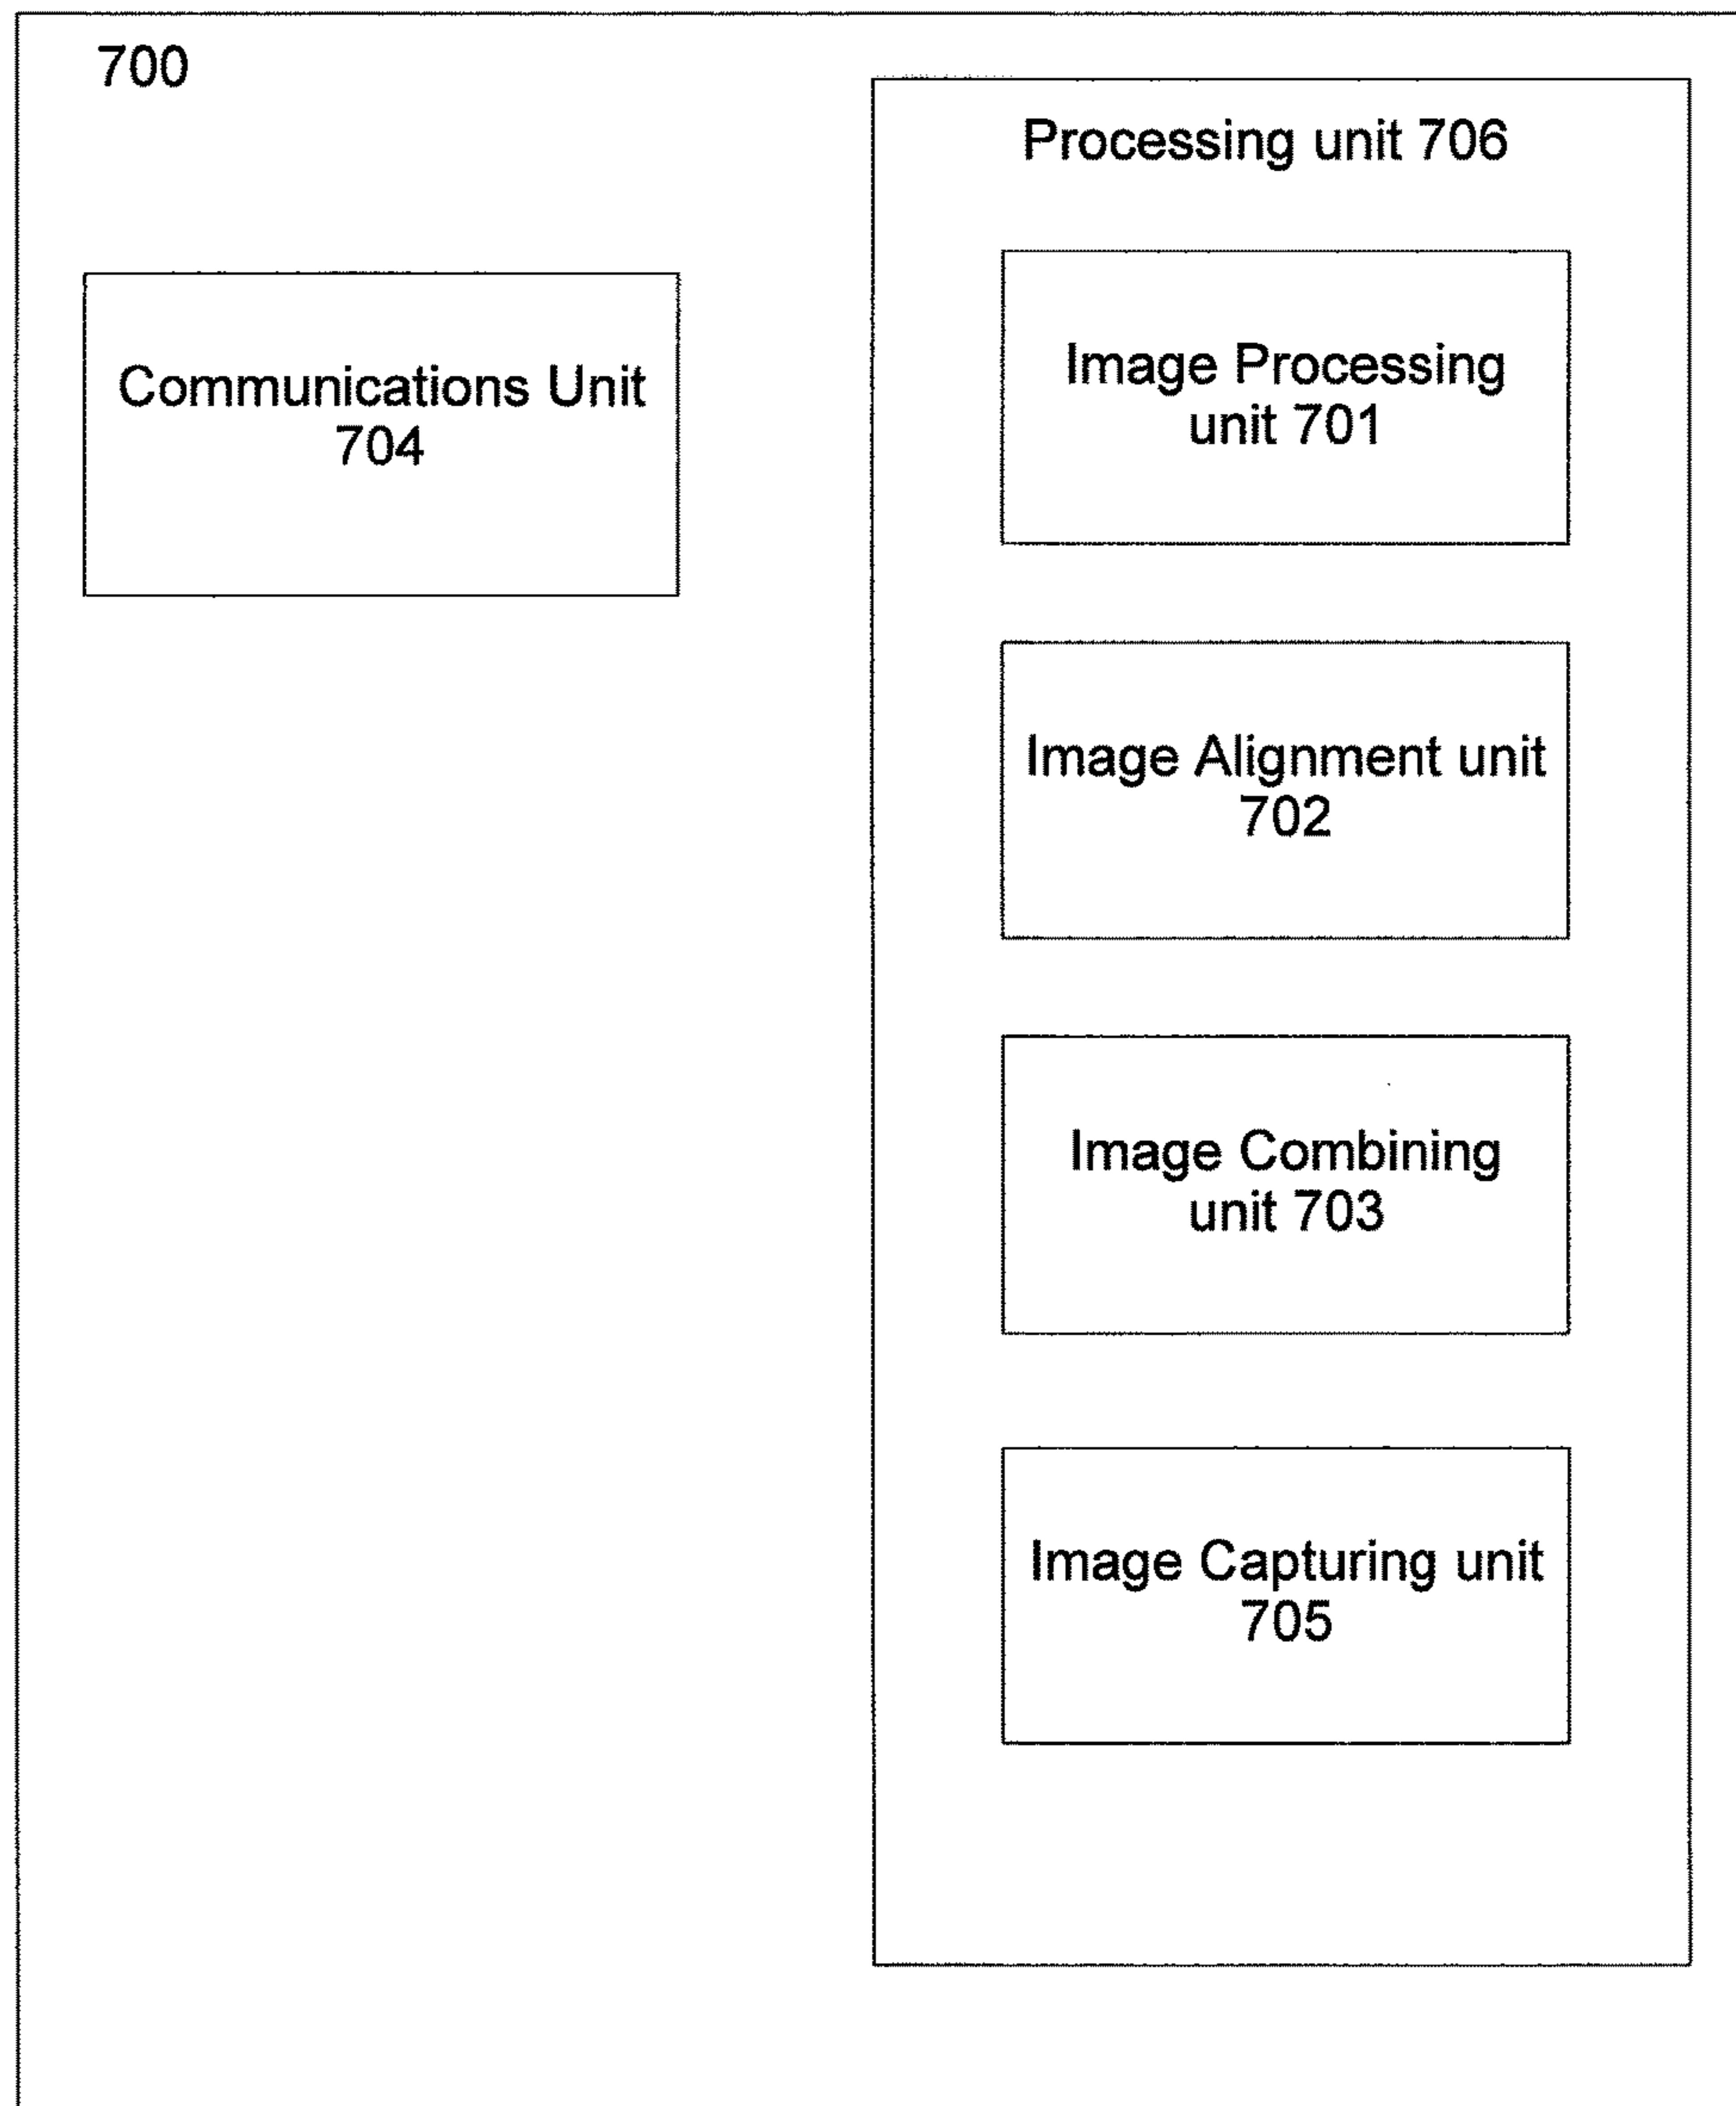 700
Processing unit 706
Communications Unit
704
Image Processing
unit 701
Image Alignment unit
702
Image Combining
unit 703
Image Capturing unit
705